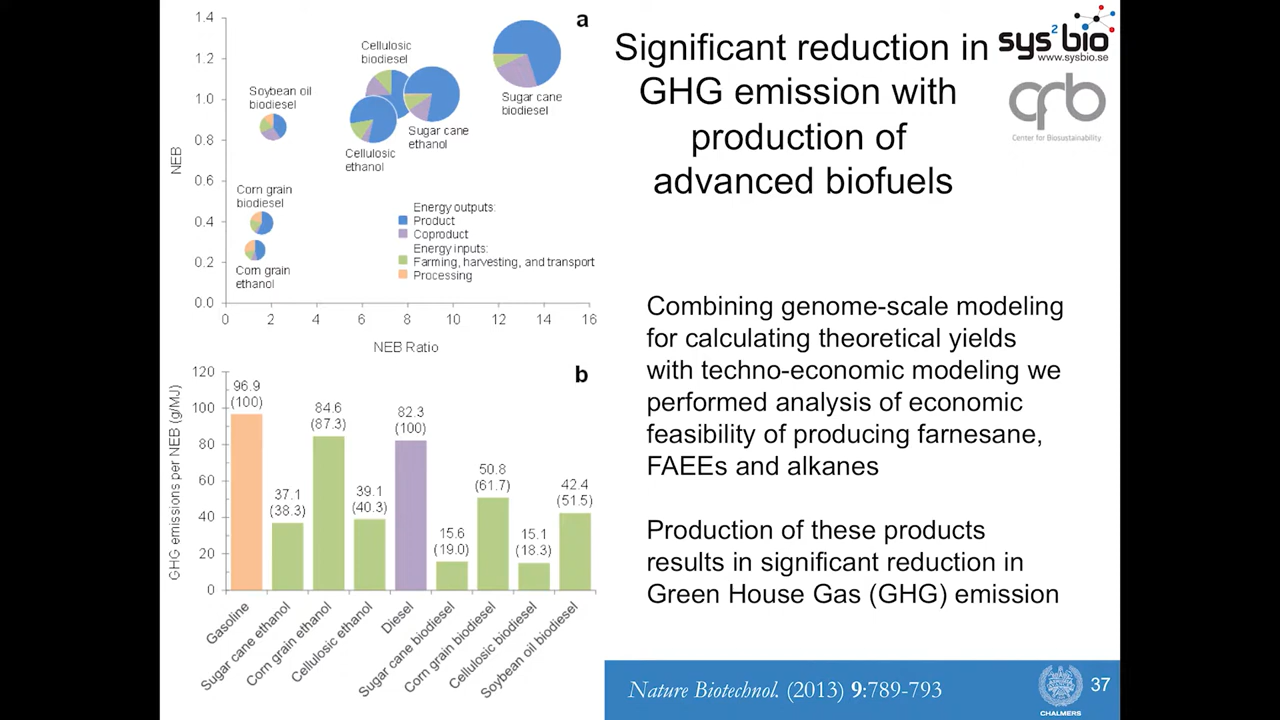 a
1.4
1.2
1.0
0.8
0.6
0.4
0.2
0.0
NEB
0
2
4
6
8
10
12
14
16
NEB Ratio
Cellulosic
biodiesel
Soybean oil
biodiesel
Sugar cane
biodiesel
Sugar cane
ethanol
Cellulosic
ethanol
Corn grain
biodiesel
Corn grain
ethanol
Energy outputs:
Product
Coproduct
Energy inputs:
Farming, harvesting, and transport
Processing
b
GHG emissions per NEB (g/MJ)
120
100
80
60
40
20
0
96.9
(100)
37.1
(38.3)
84.6
(87.3)
39.1
(40.3)
82.3
(100)
15.6
(19.0)
50.8
(61.7)
15.1
(18.3)
42.4
(51.5)
Gasoline
Sugar cane ethanol
Corn grain ethanol
Cellulosic ethanol
Diesel
Sugar cane biodiesel
Corn grain biodiesel
Cellulosic biodiesel
Soybean oil biodiesel
Significant reduction in
GHG emission with
production of
advanced biofuels
sys2bio
www.sysbio.se
cfb
Center for Biosustainability
Combining genome-scale modeling
for calculating theoretical yields
with techno-economic modeling we
performed analysis of economic
feasibility of producing farnesane,
FAEEs and alkanes
Production of these products
results in significant reduction in
Green House Gas (GHG) emission
Nature Biotechnol. (2013) 9:789-793
CHALMERS
37